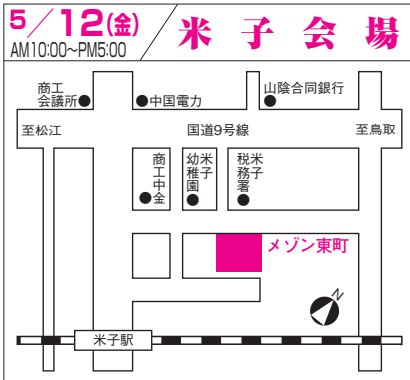 5/12(金)
AM10:00~PM5:00
米子会場
商工
会議所
中国電力
山陰合同銀行
至松江
国道9号線
至鳥取
商工中金
米子
幼稚園
米子
税務署
メゾン東町
N
米子駅